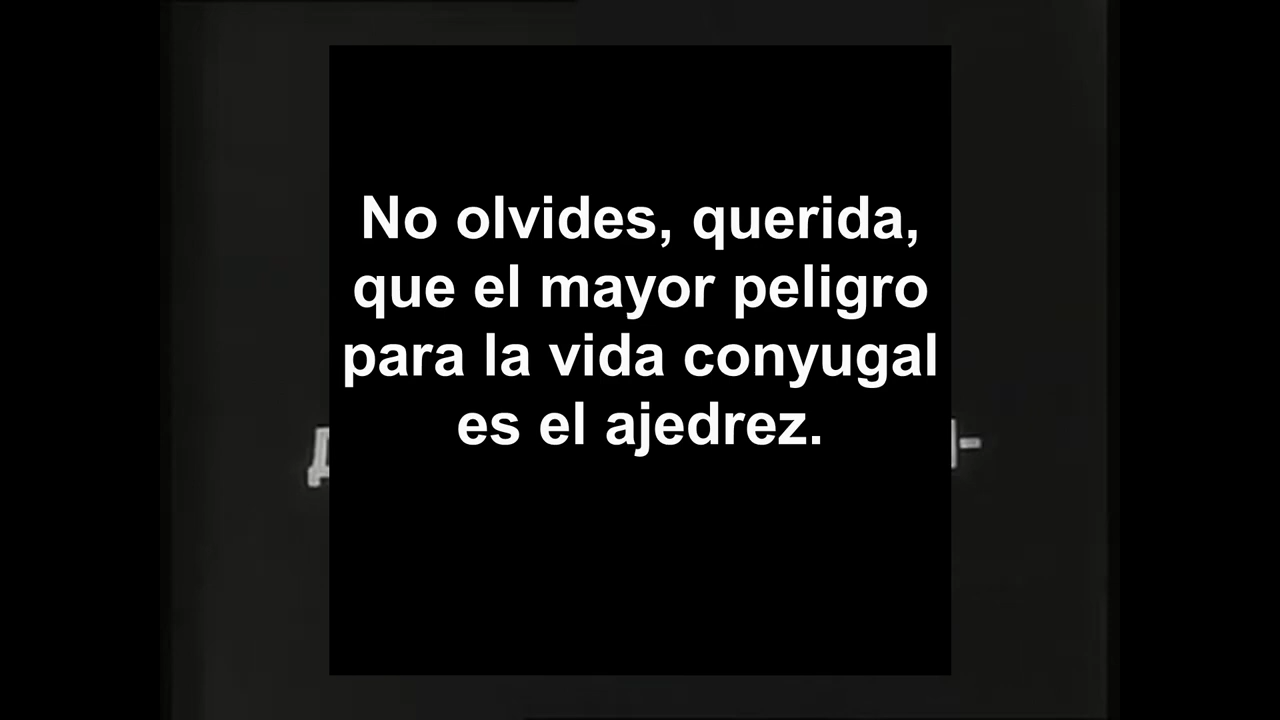 No olvides, querida,
que el mayor peligro
para la vida conyugal
es el ajedrez.